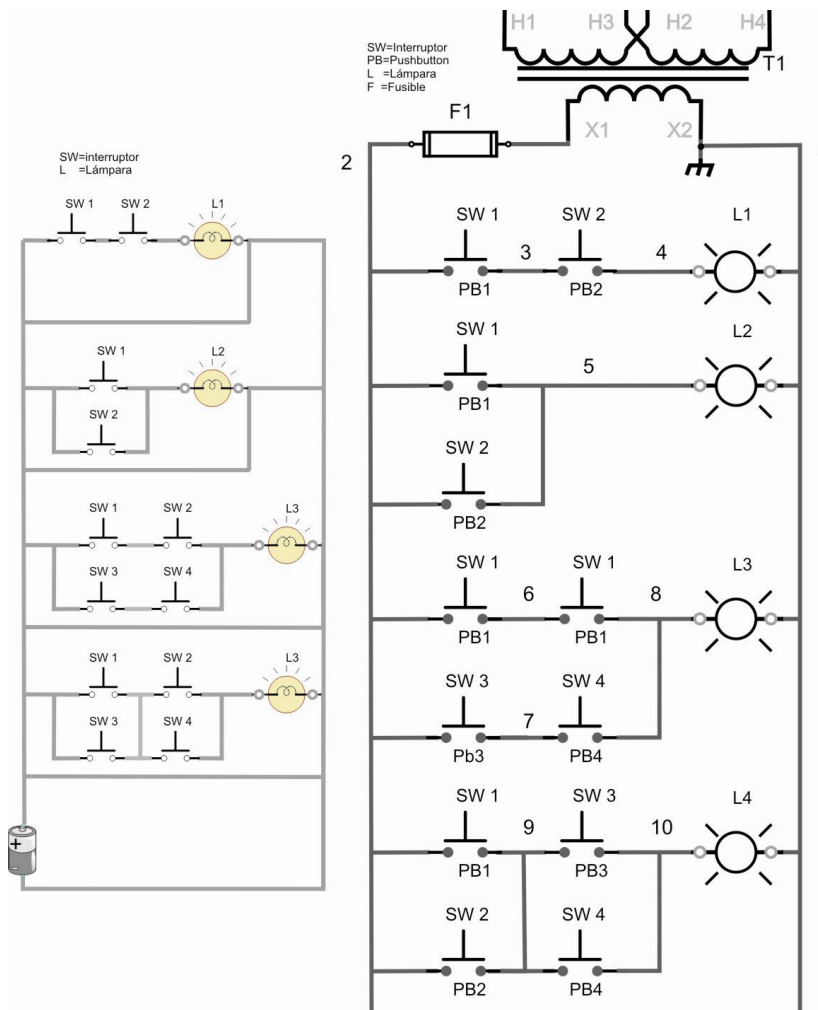 SW=interruptor
L =Lámpara
SW 1 SW 2 L1
SW 1 L2
SW 2
SW 1 SW 2 L3
SW 3 SW 4
SW 1 SW 2 L3
SW 3 SW 4
+
-
H1 H3 H2 H4
SW=Interruptor
PB=Pushbutton
L =Lámpara
F =Fusible
T1
F1
X1 X2
2
SW 1 SW 2 L1
3 4
PB1 PB2
SW 1 L2
5
PB1
SW 2
PB2
SW 1 SW 1 L3
6 8
PB1 PB1
SW 3 SW 4
7
Pb3 PB4
SW 1 SW 3 L4
9 10
PB1 PB3
SW 2 SW 4
PB2 PB4